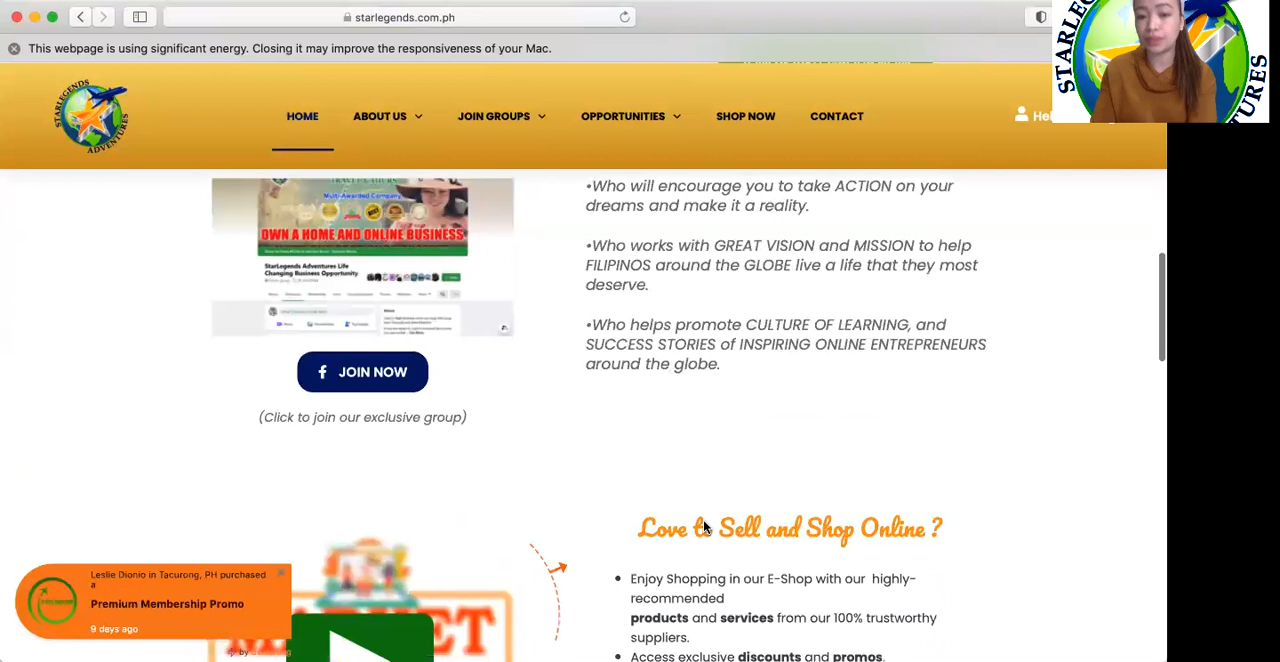 starlegends.com.ph
This webpage is using significant energy. Closing it may improve the responsiveness of your Mac.
STARLEGENDS
ADVENTURES
HOME
ABOUT US
JOIN GROUPS
OPPORTUNITIES
SHOP NOW
CONTACT
Multi-Awarded Company
OWN A HOME AND ONLINE BUSINESS
StarLegends Adventures Life
Changing Business Opportunity
JOIN NOW
(Click to join our exclusive group)
•Who will encourage you to take ACTION on your
dreams and make it a reality.
•Who works with GREAT VISION and MISSION to help
FILIPINOS around the GLOBE live a life that they most
deserve.
•Who helps promote CULTURE OF LEARNING, and
SUCCESS STORIES of INSPIRING ONLINE ENTREPRENEURS
around the globe.
Love to Sell and Shop Online ?
• Enjoy Shopping in our E-Shop with our highly-
recommended
products and services from our 100% trustworthy
suppliers.
• Access exclusive discounts and promos.
Leslie Dionio in Tacurong, PH purchased
a
Premium Membership Promo
9 days ago
by